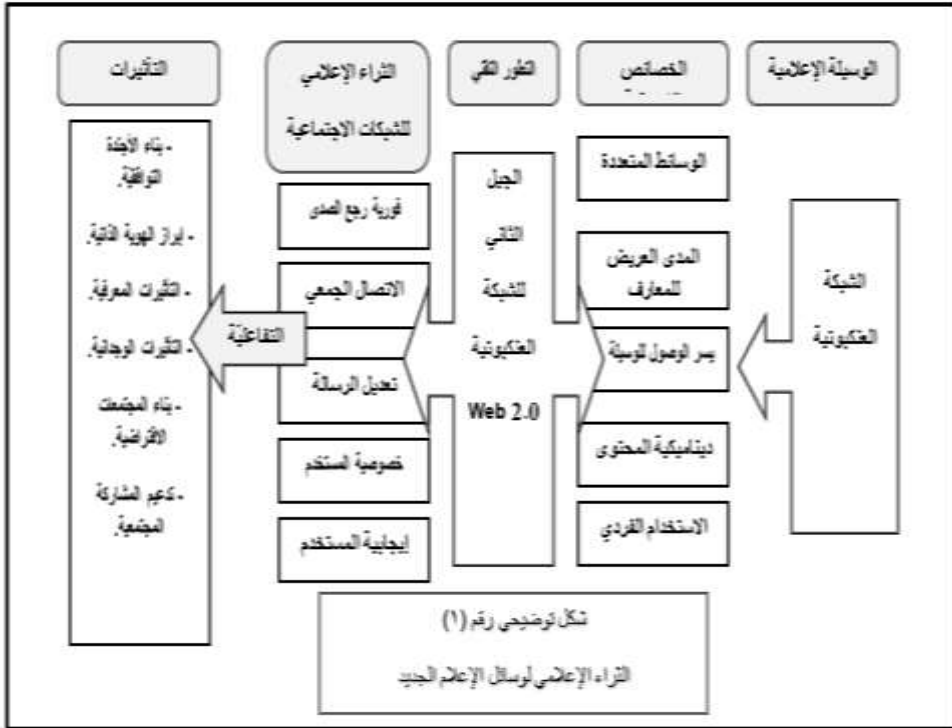 الوسيلة الإعلامية
الشبكة
العنكبوتية
الخصائص
الوسائط المتعددة
المدى العريض
للمعارف
يسر الوصول للوسيلة
ديناميكية المحتوى
الاستخدام الفردي
التطور التقني
الجيل
الثاني
للشبكة
العنكبوتية
Web 2.0
الثراء الإعلامي
للشبكات الاجتماعية
فورية رجع الصدى
الاتصال الجمعي
تعديل الرسالة
خصوصية المستخدم
إيجابية المستخدم
التفاعلية
التأثيرات
- بناء الأجندة
التوافقية.
- إبراز الهوية الذاتية.
- التأثيرات المعرفية.
- التأثيرات الوجدانية.
- بناء المجتمعات
الافتراضية.
- تدعيم المشاركة
المجتمعية.
شكل توضيحي رقم (١)
الثراء الإعلامي لوسائل الإعلام الجديد